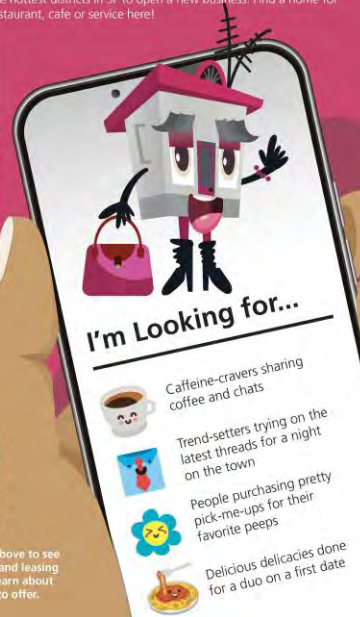 hottest districts in SF to open a new business. Find a home for
restaurant, cafe or service here!
I'm Looking for...
Caffeine-cravers sharing
coffee and chats
Trend-setters trying on the
latest threads for a night
on the town
People purchasing pretty
pick-me-ups for their
favorite peeps
Delicious delicacies done
for a duo on a first date
above to see
and leasing
learn about
to offer.